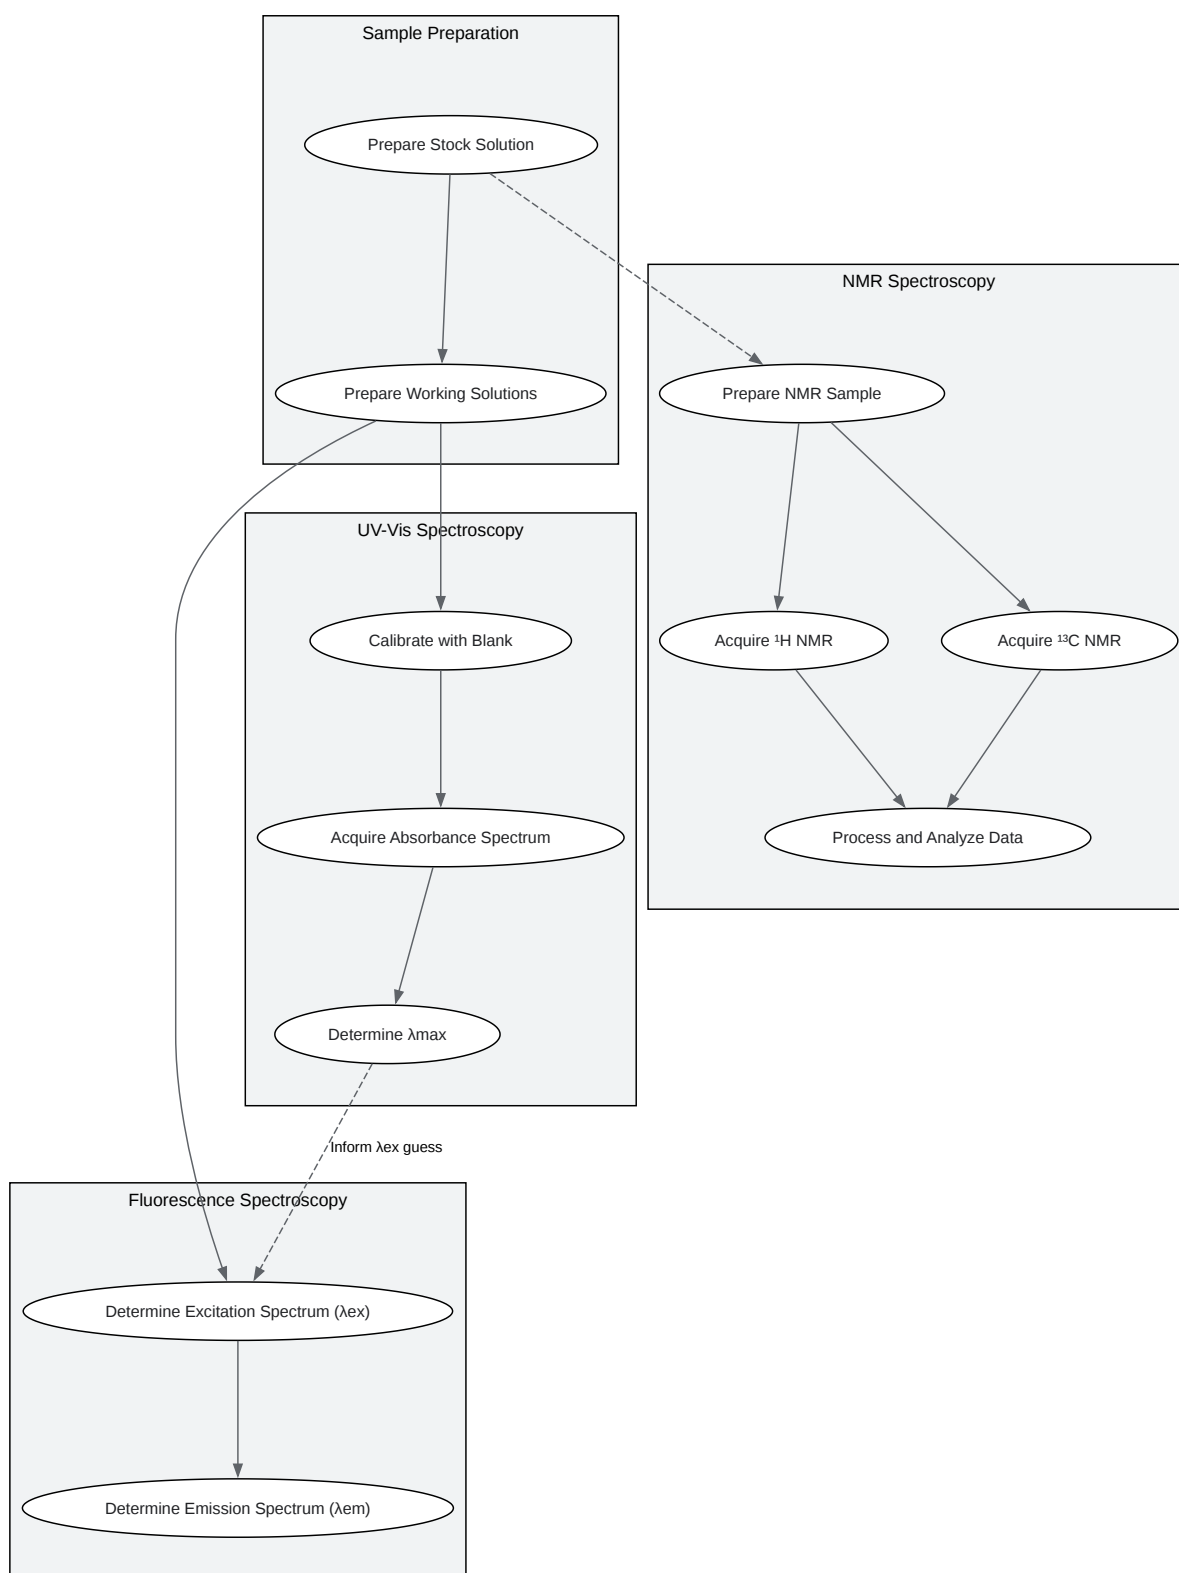 Sample Preparation
Prepare Stock Solution
NMR Spectroscopy
Prepare Working Solutions
Prepare NMR Sample
UV-Vis Spectroscopy
Calibrate with Blank
Acquire ¹H NMR
Acquire ¹³C NMR
Acquire Absorbance Spectrum
Process and Analyze Data
Determine λmax
Inform λex guess
Fluorescence Spectroscopy
Determine Excitation Spectrum (λex)
Determine Emission Spectrum (λem)